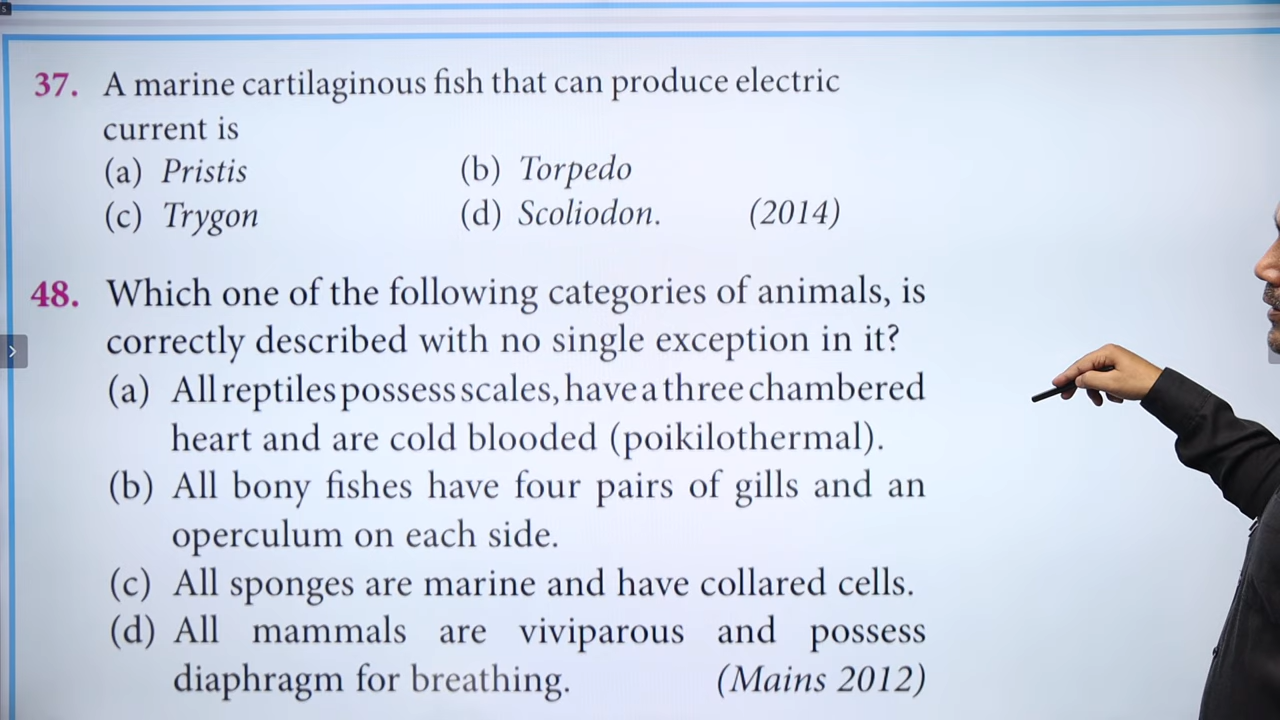 5
37. A marine cartilaginous fish that can produce electric
current is
(a) Pristis (b) Torpedo
(c) Trygon (d) Scoliodon. (2014)
48. Which one of the following categories of animals, is
correctly described with no single exception in it?
(a) All reptiles possess scales, have a three chambered
heart and are cold blooded (poikilothermal).
(b) All bony fishes have four pairs of gills and an
operculum on each side.
(c) All sponges are marine and have collared cells.
(d) All mammals are viviparous and possess
diaphragm for breathing. (Mains 2012)